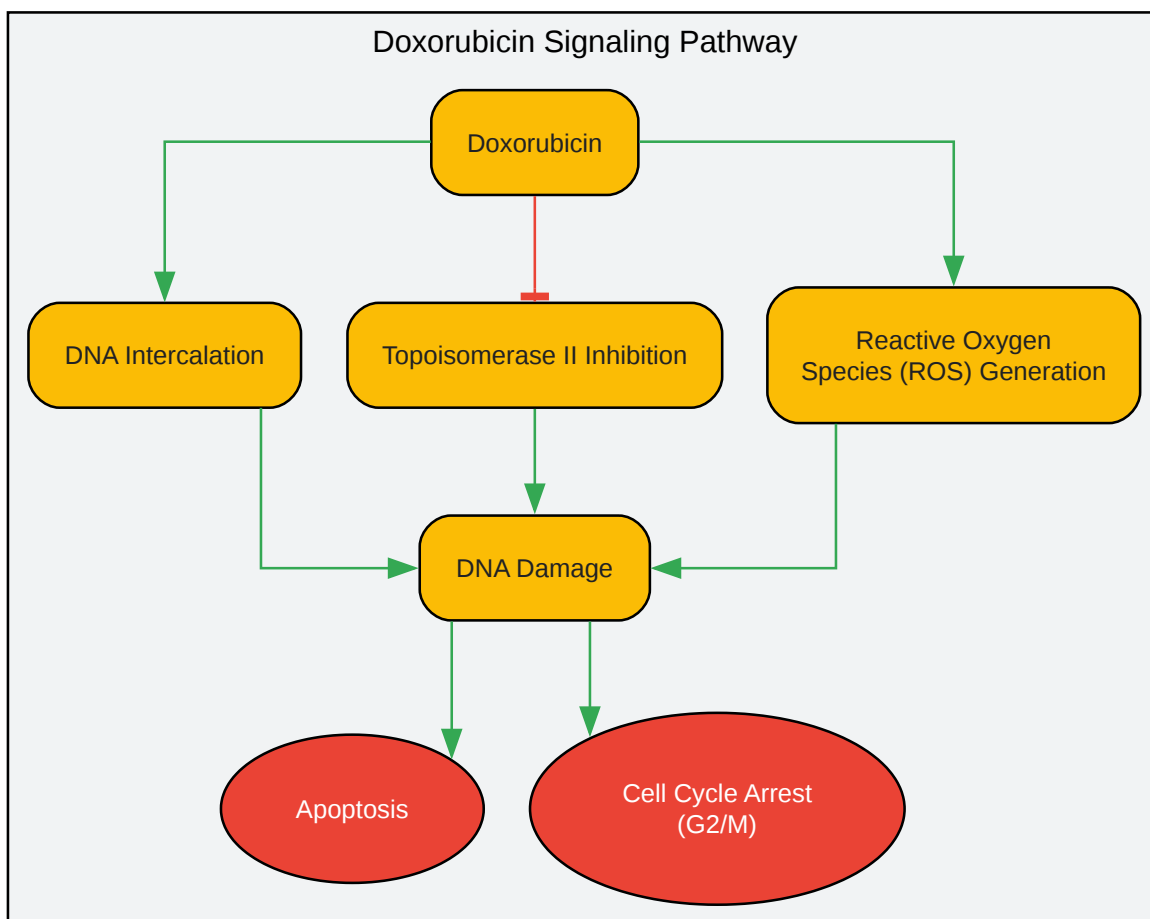 Doxorubicin Signaling Pathway
Doxorubicin
DNA Intercalation
Topoisomerase II Inhibition
Reactive Oxygen
Species (ROS) Generation
DNA Damage
Apoptosis
Cell Cycle Arrest
(G2/M)